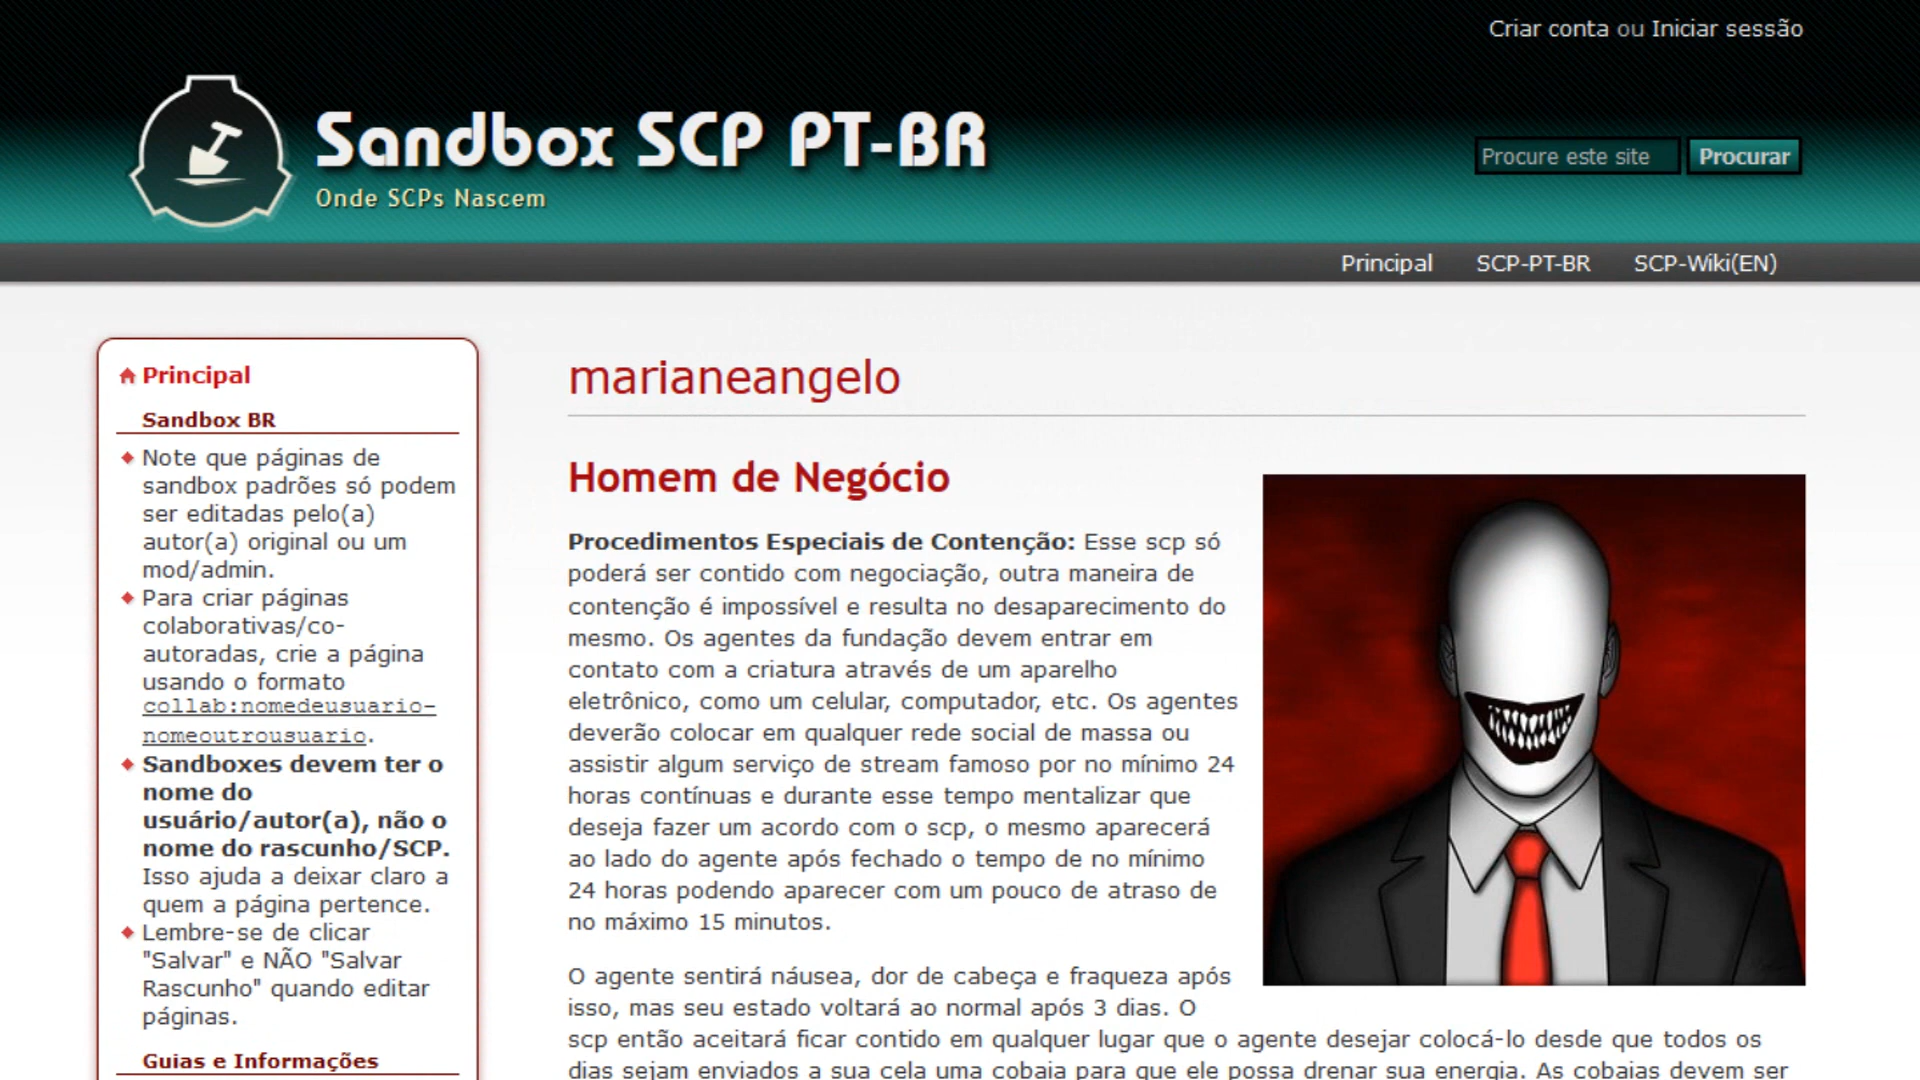 Criar conta ou Iniciar sessão
Sandbox SCP PT-BR
Onde SCPs Nascem
Procure este site
Procurar
Principal
SCP-PT-BR
SCP-Wiki(EN)
Principal
Sandbox BR
Note que páginas de
sandbox padrões só podem
ser editadas pelo(a)
autor(a) original ou um
mod/admin.
Para criar páginas
colaborativas/co-
autoradas, crie a página
usando o formato
collab:nomedeusuario-
nomeoutrousuario.
Sandboxes devem ter o
nome do
usuário/autor(a), não o
nome do rascunho/SCP.
Isso ajuda a deixar claro a
quem a página pertence.
Lembre-se de clicar
"Salvar" e NÃO "Salvar
Rascunho" quando editar
páginas.
Guias e Informações
marianeangelo
Homem de Negócio
Procedimentos Especiais de Contenção: Esse scp só
poderá ser contido com negociação, outra maneira de
contenção é impossível e resulta no desaparecimento do
mesmo. Os agentes da fundação devem entrar em
contato com a criatura através de um aparelho
eletrônico, como um celular, computador, etc. Os agentes
deverão colocar em qualquer rede social de massa ou
assistir algum serviço de stream famoso por no mínimo 24
horas contínuas e durante esse tempo mentalizar que
deseja fazer um acordo com o scp, o mesmo aparecerá
ao lado do agente após fechado o tempo de no mínimo
24 horas podendo aparecer com um pouco de atraso de
no máximo 15 minutos.
O agente sentirá náusea, dor de cabeça e fraqueza após
isso, mas seu estado voltará ao normal após 3 dias. O
scp então aceitará ficar contido em qualquer lugar que o agente desejar colocá-lo desde que todos os
dias sejam enviados a sua cela uma cobaia para que ele possa drenar sua energia. As cobaias devem ser